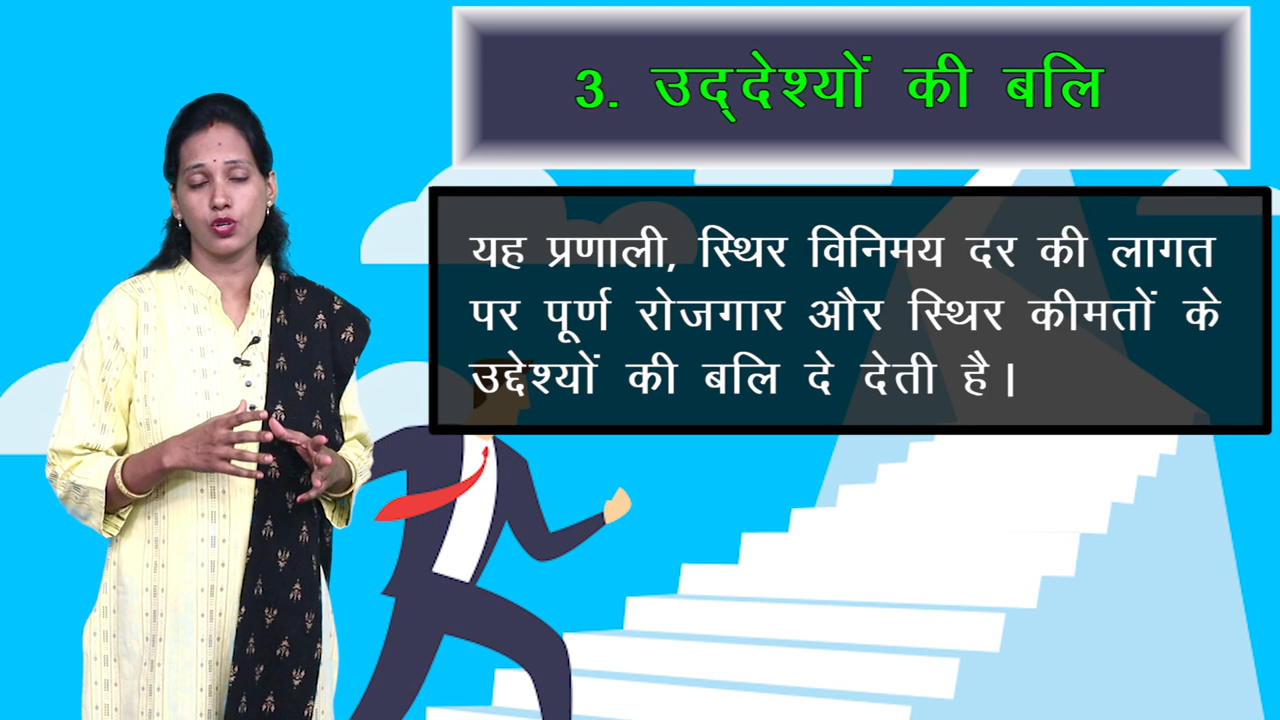 3. उद्देश्यों की बलि
यह प्रणाली, स्थिर विनिमय दर की लागत
पर पूर्ण रोजगार और स्थिर कीमतों के
उद्देश्यों की बलि दे देती है।